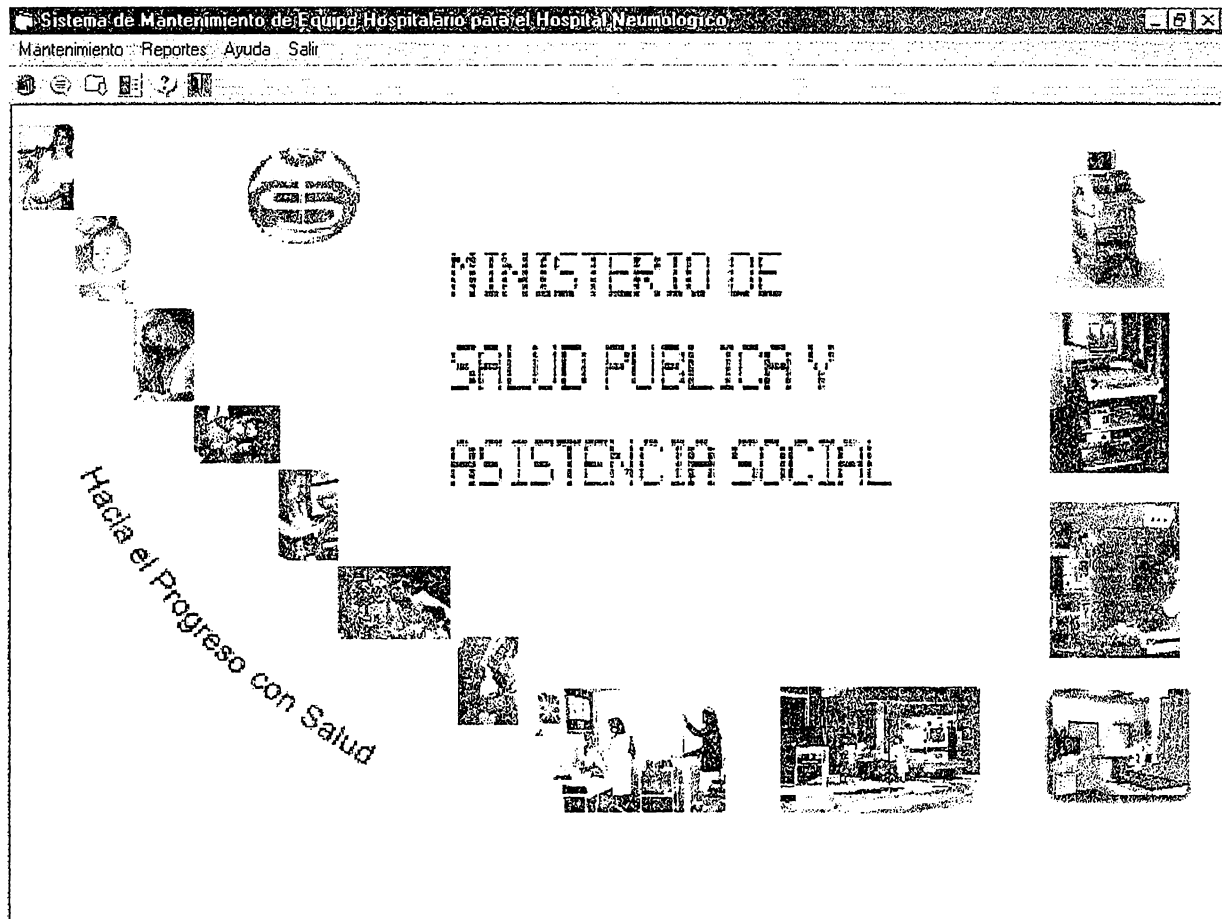 Sistema de Mantenimiento de Equipo Hospitalario para el Hospital Neumologico
Mantenimiento Reportes Ayuda Salir
MINISTERIO DE
SALUD PUBLICA Y
ASISTENCIA SOCIAL
Hacia el Progreso con Salud